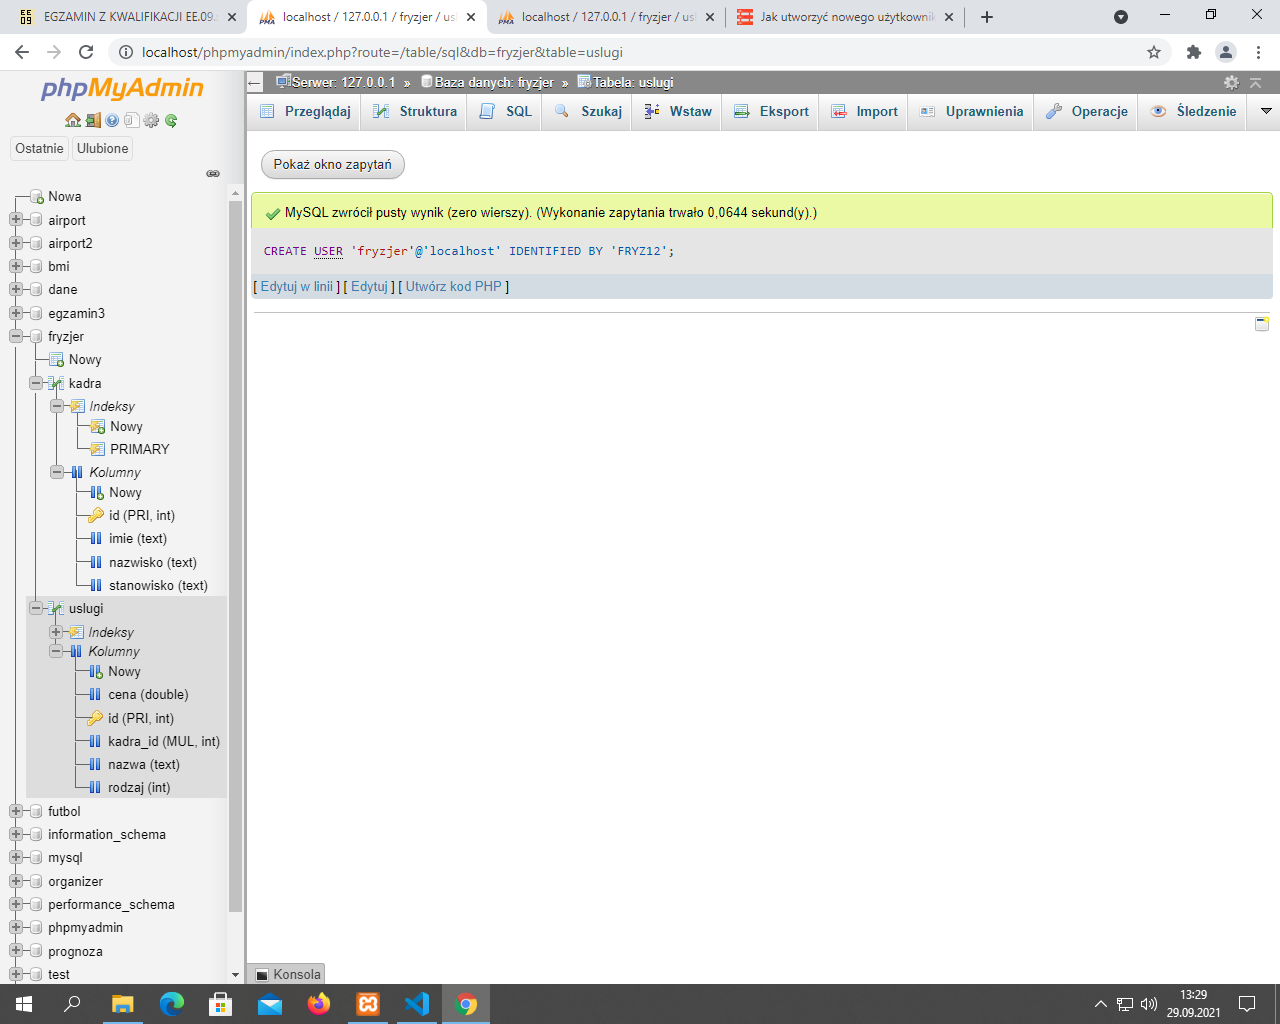 EGZAMIN Z KWALIFIKACJI EE.09
localhost / 127.0.0.1 / fryzjer / us
localhost / 127.0.0.1 / fryzjer / us
Jak utworzyć nowego użytkownik
localhost/phpmyadmin/index.php?route=/table/sql&db=fryzjer&table=uslugi
phpMyAdmin
Ostatnie Ulubione
Nowa
airport
airport2
bmi
dane
egzamin3
fryzjer
Nowy
kadra
Indeksy
Nowy
PRIMARY
Kolumny
Nowy
id (PRI, int)
imie (text)
nazwisko (text)
stanowisko (text)
uslugi
Indeksy
Kolumny
Nowy
cena (double)
id (PRI, int)
kadra_id (MUL, int)
nazwa (text)
rodzaj (int)
futbol
information_schema
mysql
organizer
performance_schema
phpmyadmin
prognoza
test
Serwer: 127.0.0.1 » Baza danych: fryzjer » Tabela: uslugi
Przeglądaj Struktura SQL Szukaj Wstaw Eksport Import Uprawnienia Operacje Śledzenie
Pokaż okno zapytań
MySQL zwrócił pusty wynik (zero wierszy). (Wykonanie zapytania trwało 0,0644 sekund(y).)
CREATE USER 'fryzjer'@'localhost' IDENTIFIED BY 'FRYZ12';
[ Edytuj w linii ] [ Edytuj ] [ Utwórz kod PHP ]
Konsola
13:29
29.09.2021